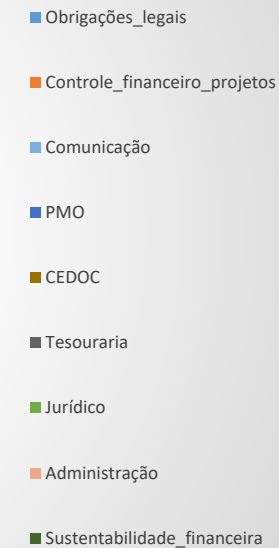 Obrigações_legais
Controle_financeiro_projetos
Comunicação
PMO
CEDOC
Tesouraria
Jurídico
Administração
Sustentabilidade_financeira